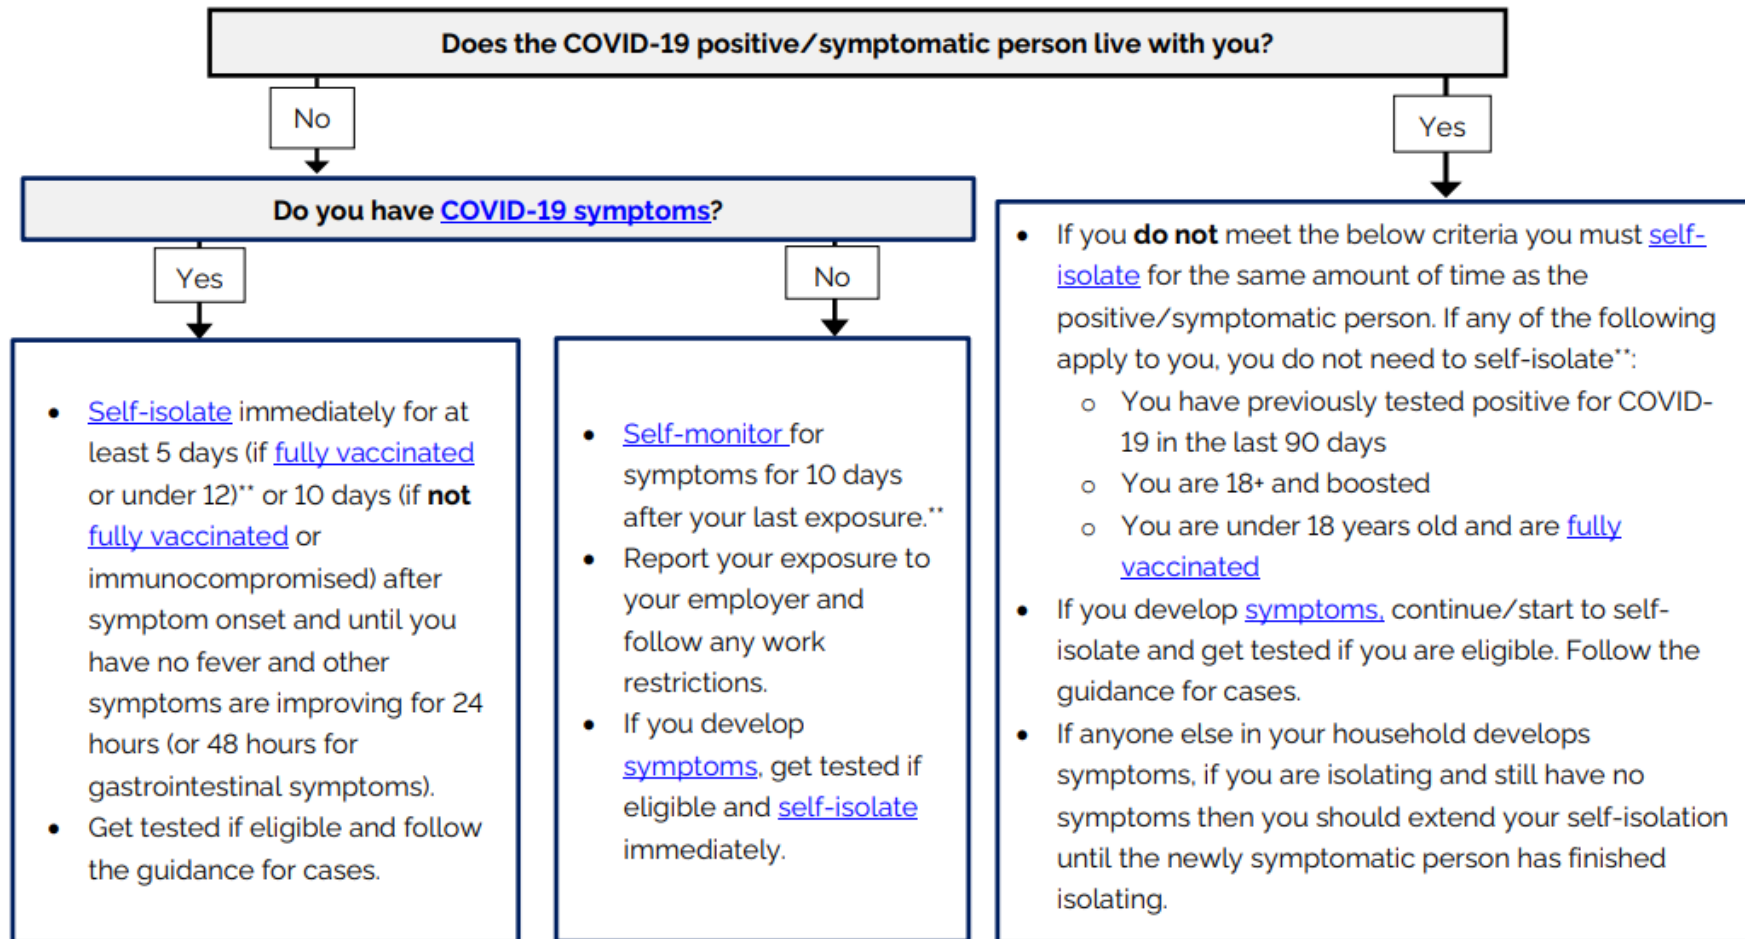 Does the COVID-19 positive/symptomatic person live with you?
No
Yes
Do you have COVID-19 symptoms?
Yes
No
• Self-isolate immediately for at
least 5 days (if fully vaccinated
or under 12)** or 10 days (if not
fully vaccinated or
immunocompromised) after
symptom onset and until you
have no fever and other
symptoms are improving for 24
hours (or 48 hours for
gastrointestinal symptoms).
• Get tested if eligible and follow
the guidance for cases.
• Self-monitor for
symptoms for 10 days
after your last exposure.**
• Report your exposure to
your employer and
follow any work
restrictions.
• If you develop
symptoms, get tested if
eligible and self-isolate
immediately.
• If you do not meet the below criteria you must self-
isolate for the same amount of time as the
positive/symptomatic person. If any of the following
apply to you, you do not need to self-isolate**:
o You have previously tested positive for COVID-
19 in the last 90 days
o You are 18+ and boosted
o You are under 18 years old and are fully
vaccinated
• If you develop symptoms, continue/start to self-
isolate and get tested if you are eligible. Follow the
guidance for cases.
• If anyone else in your household develops
symptoms, if you are isolating and still have no
symptoms then you should extend your self-isolation
until the newly symptomatic person has finished
isolating.